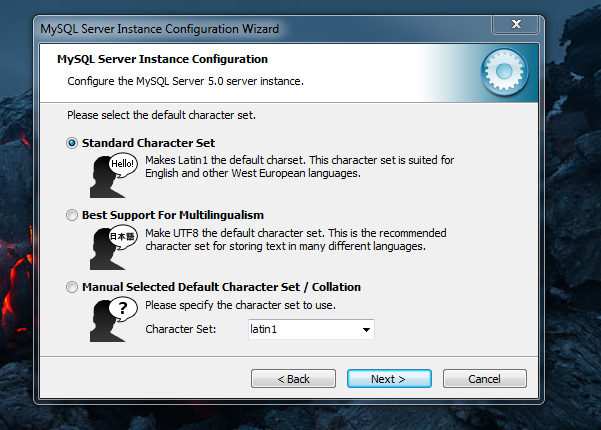 MySQL Server Instance Configuration Wizard
MySQL Server Instance Configuration
Configure the MySQL Server 5.0 server instance.
Please select the default character set.
Standard Character Set
Hello!
Makes Latin1 the default charset. This character set is suited for
English and other West European languages.
Best Support For Multilingualism
日本語
Make UTF8 the default character set. This is the recommended
character set for storing text in many different languages.
Manual Selected Default Character Set / Collation
?
Please specify the character set to use.
Character Set: latin1
< Back Next > Cancel